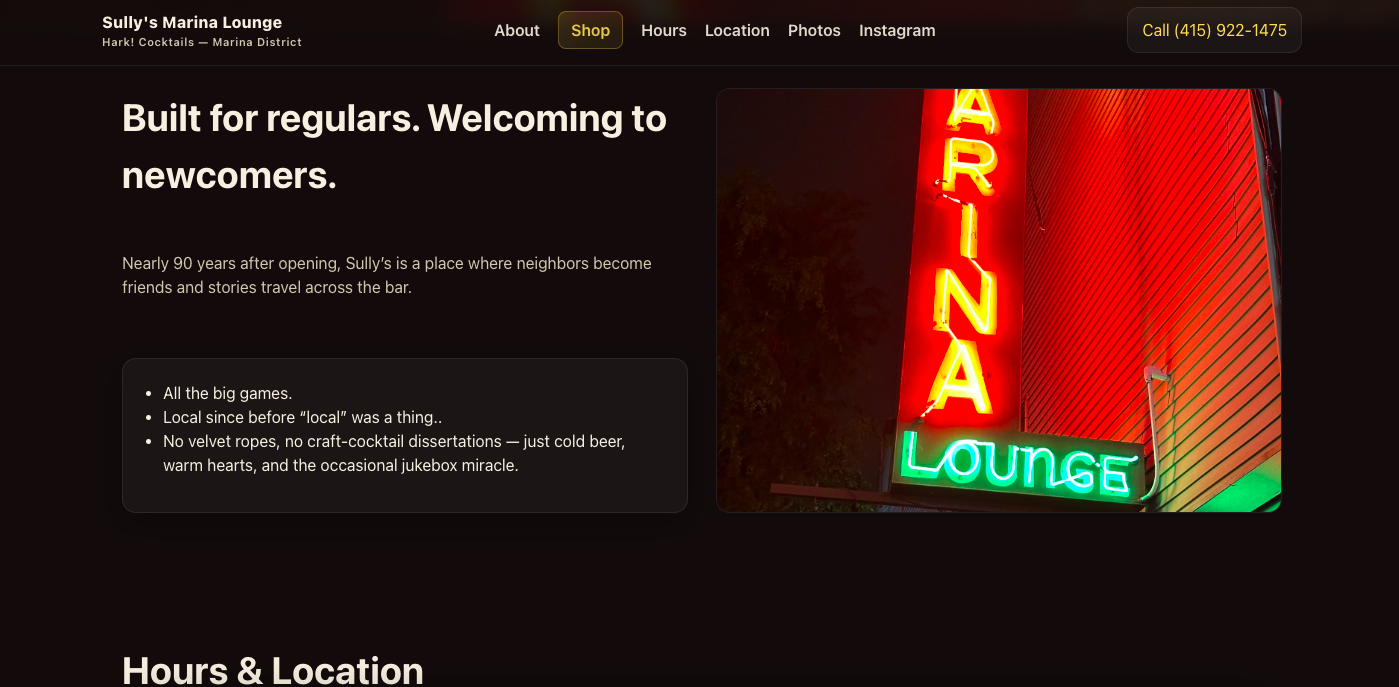 Sully's Marina Lounge
Hark! Cocktails — Marina District
About
Shop
Hours
Location
Photos
Instagram
Call (415) 922-1475
Built for regulars. Welcoming to
newcomers.
Nearly 90 years after opening, Sully’s is a place where neighbors become
friends and stories travel across the bar.
All the big games.
Local since before “local” was a thing..
No velvet ropes, no craft-cocktail dissertations — just cold beer,
warm hearts, and the occasional jukebox miracle.
ARINA
LOUNGE
Hours & Location